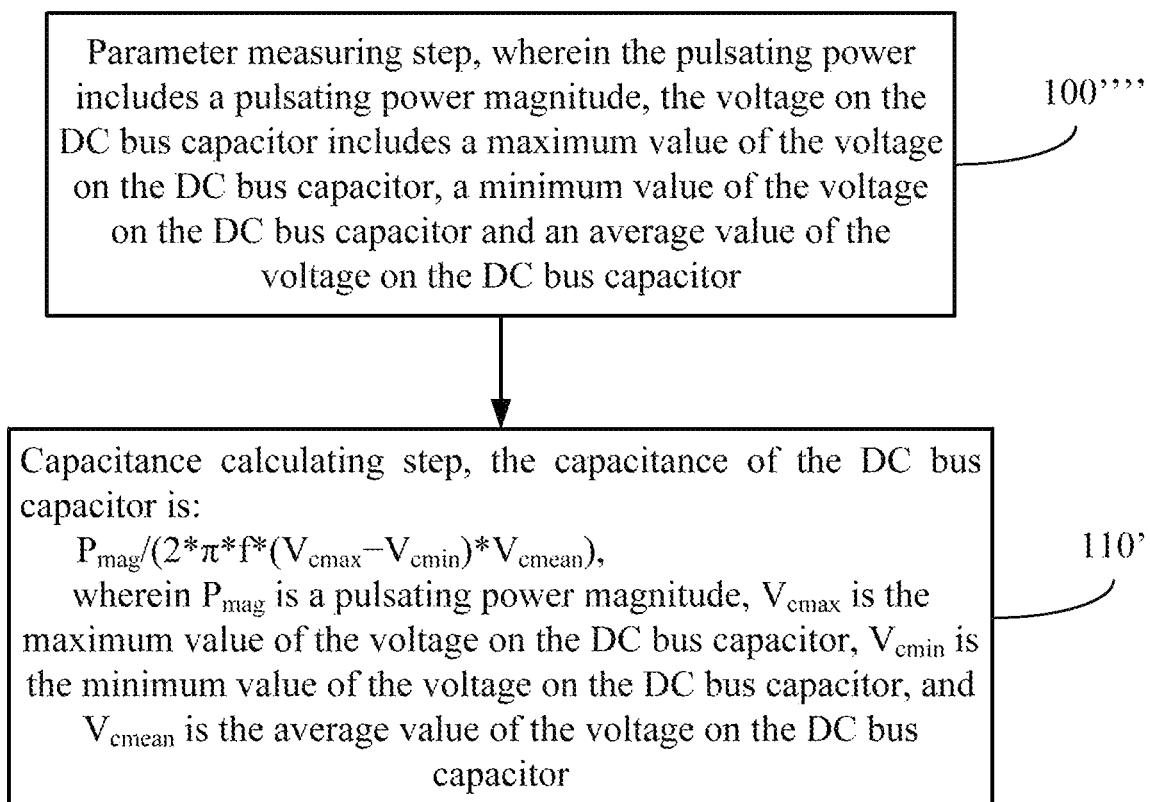 Parameter measuring step, wherein the pulsating power
includes a pulsating power magnitude, the voltage on the
DC bus capacitor includes a maximum value of the voltage
on the DC bus capacitor, a minimum value of the voltage
on the DC bus capacitor and an average value of the
voltage on the DC bus capacitor
100’’’’
Capacitance calculating step, the capacitance of the DC bus
capacitor is:
Pmag/(2*π*f*(Vcmax−Vcmin)*Vcmean),
wherein Pmag is a pulsating power magnitude, Vcmax is the
maximum value of the voltage on the DC bus capacitor, Vcmin is
the minimum value of the voltage on the DC bus capacitor, and
Vcmean is the average value of the voltage on the DC bus
capacitor
110’